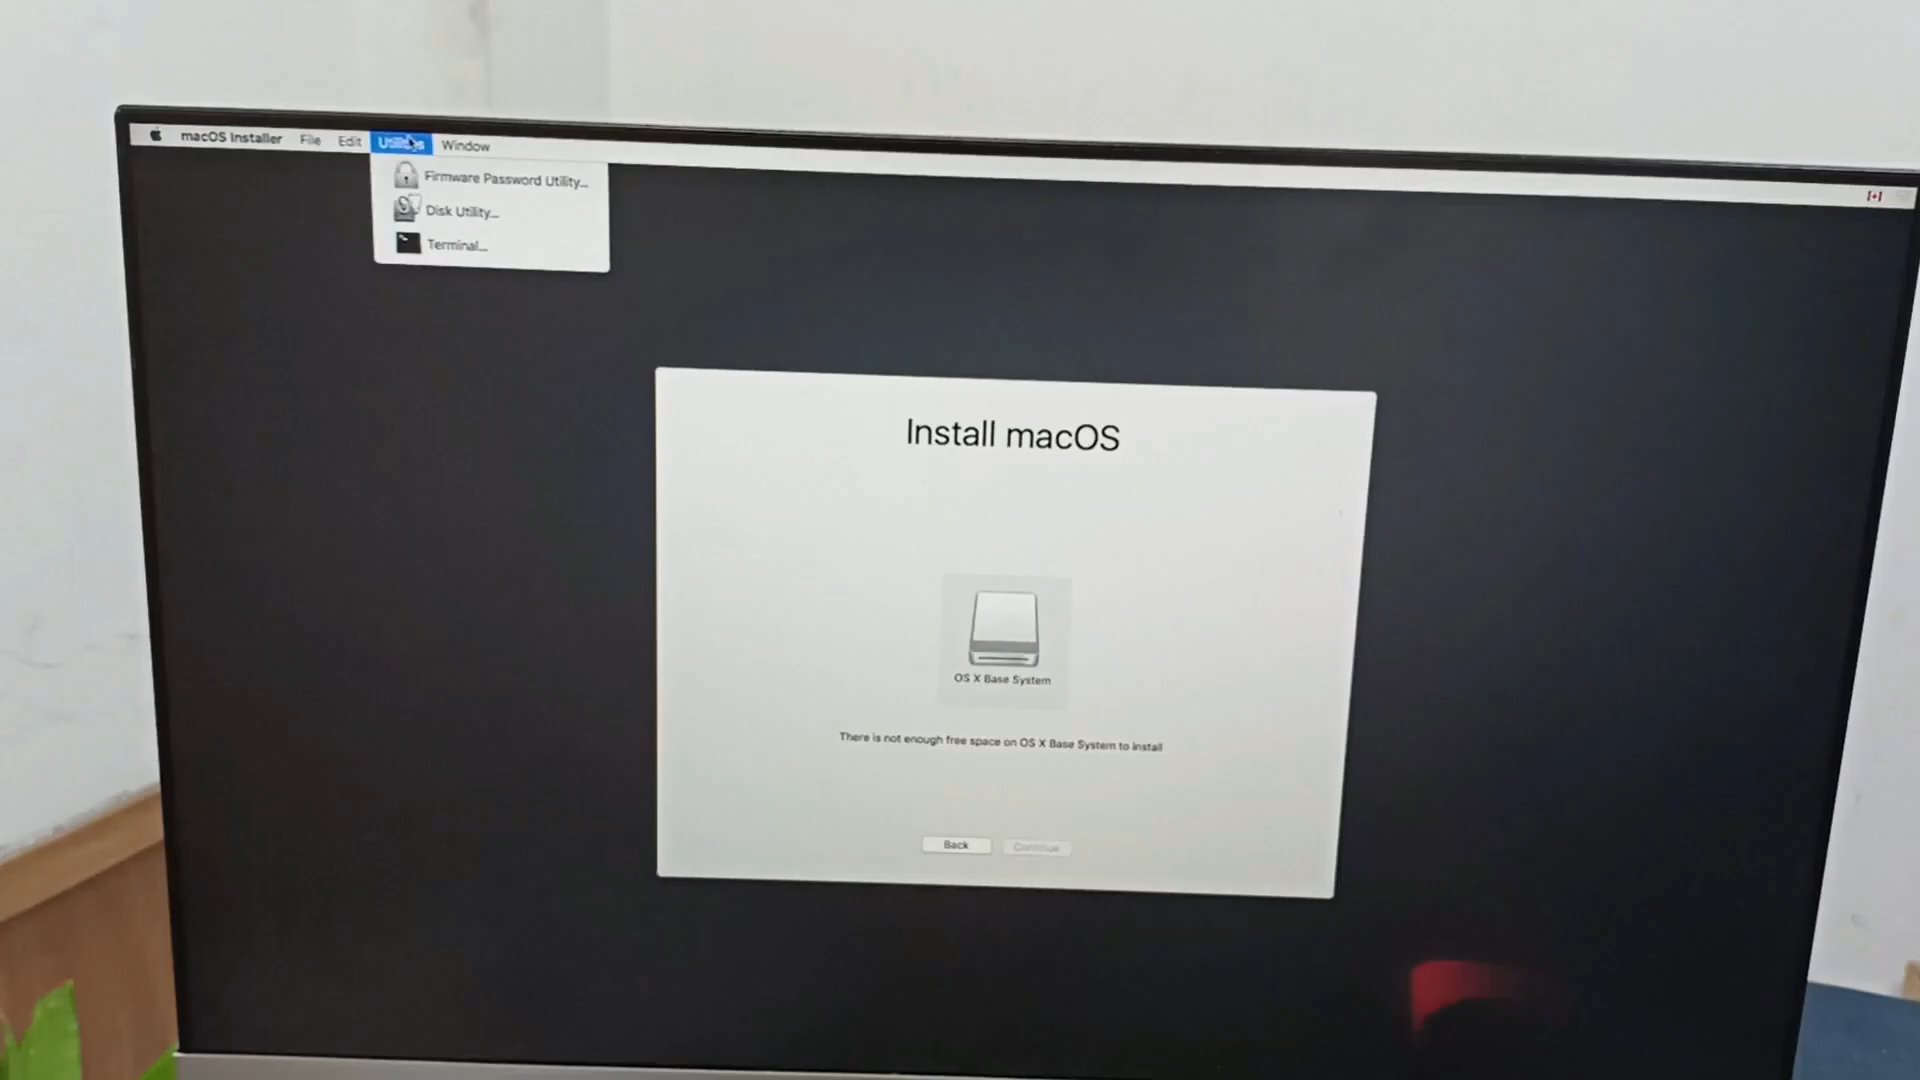 macOS Installer File Edit Utilities Window
Firmware Password Utility...
Disk Utility...
Terminal...
Install macOS
OS X Base System
There is not enough free space on OS X Base System to install
Back Continue